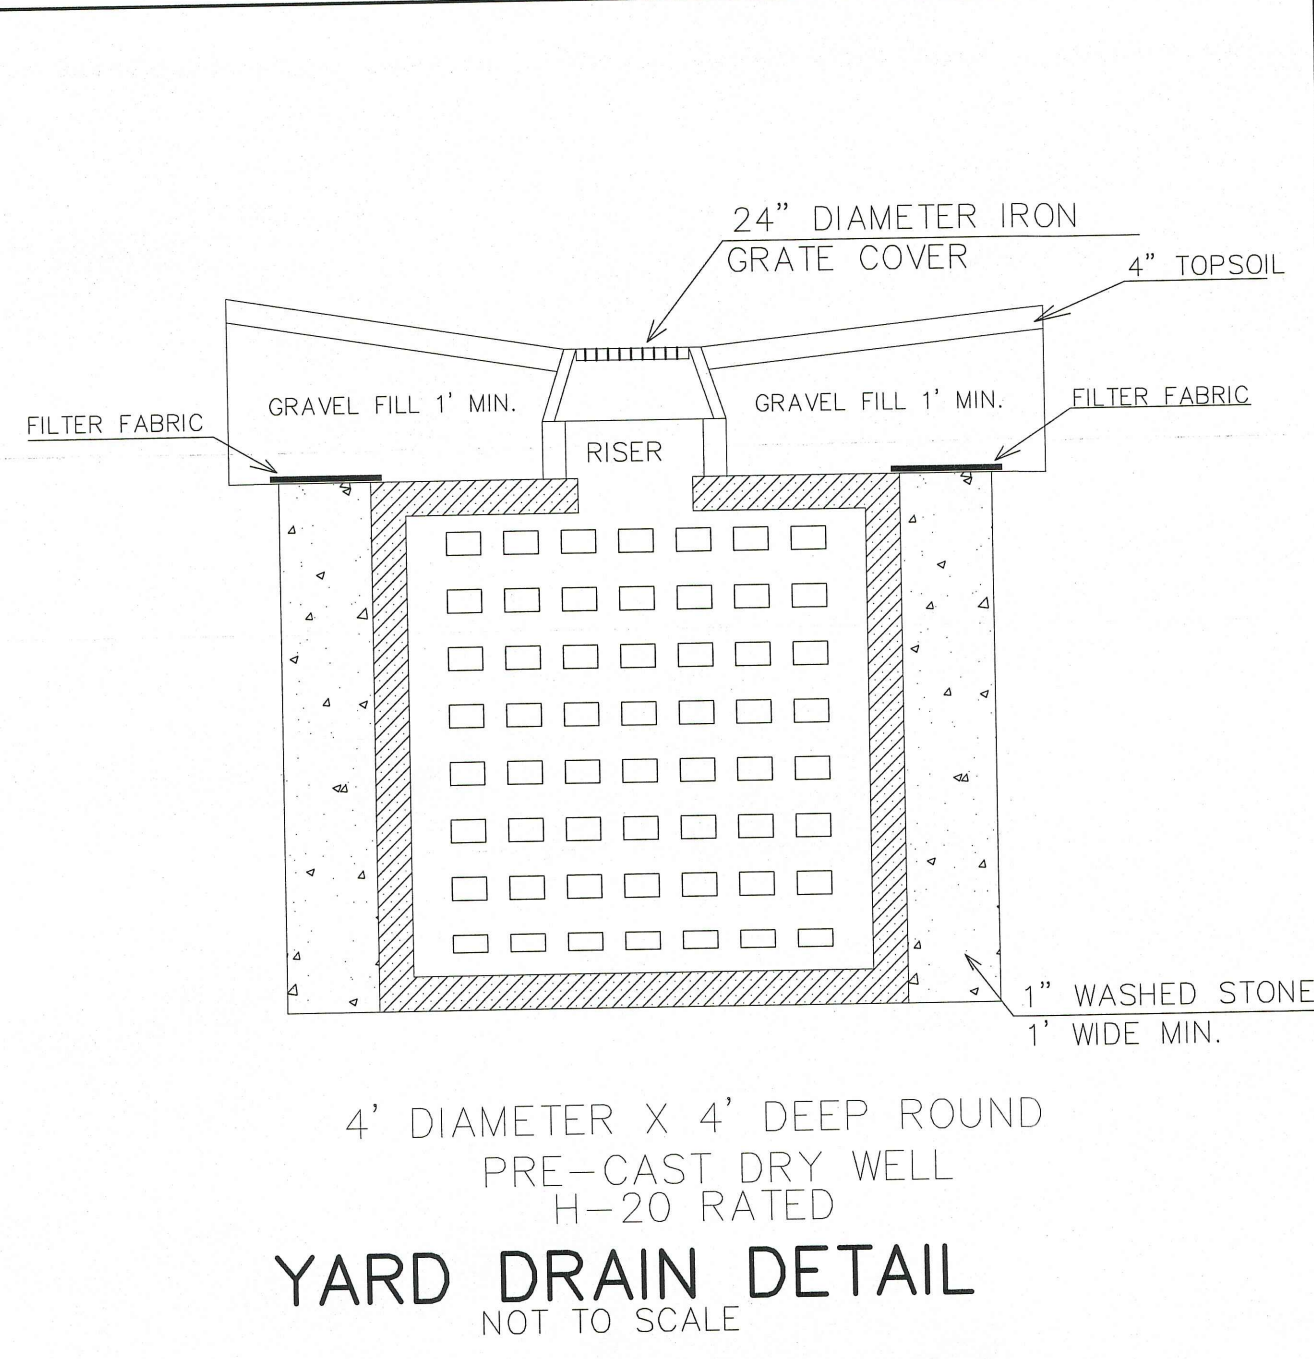 24" DIAMETER IRON
GRATE COVER
4" TOPSOIL
GRAVEL FILL 1' MIN.
GRAVEL FILL 1' MIN.
FILTER FABRIC
FILTER FABRIC
RISER
1" WASHED STONE
1' WIDE MIN.
4' DIAMETER X 4' DEEP ROUND
PRE-CAST DRY WELL
H-20 RATED
YARD DRAIN DETAIL
NOT TO SCALE